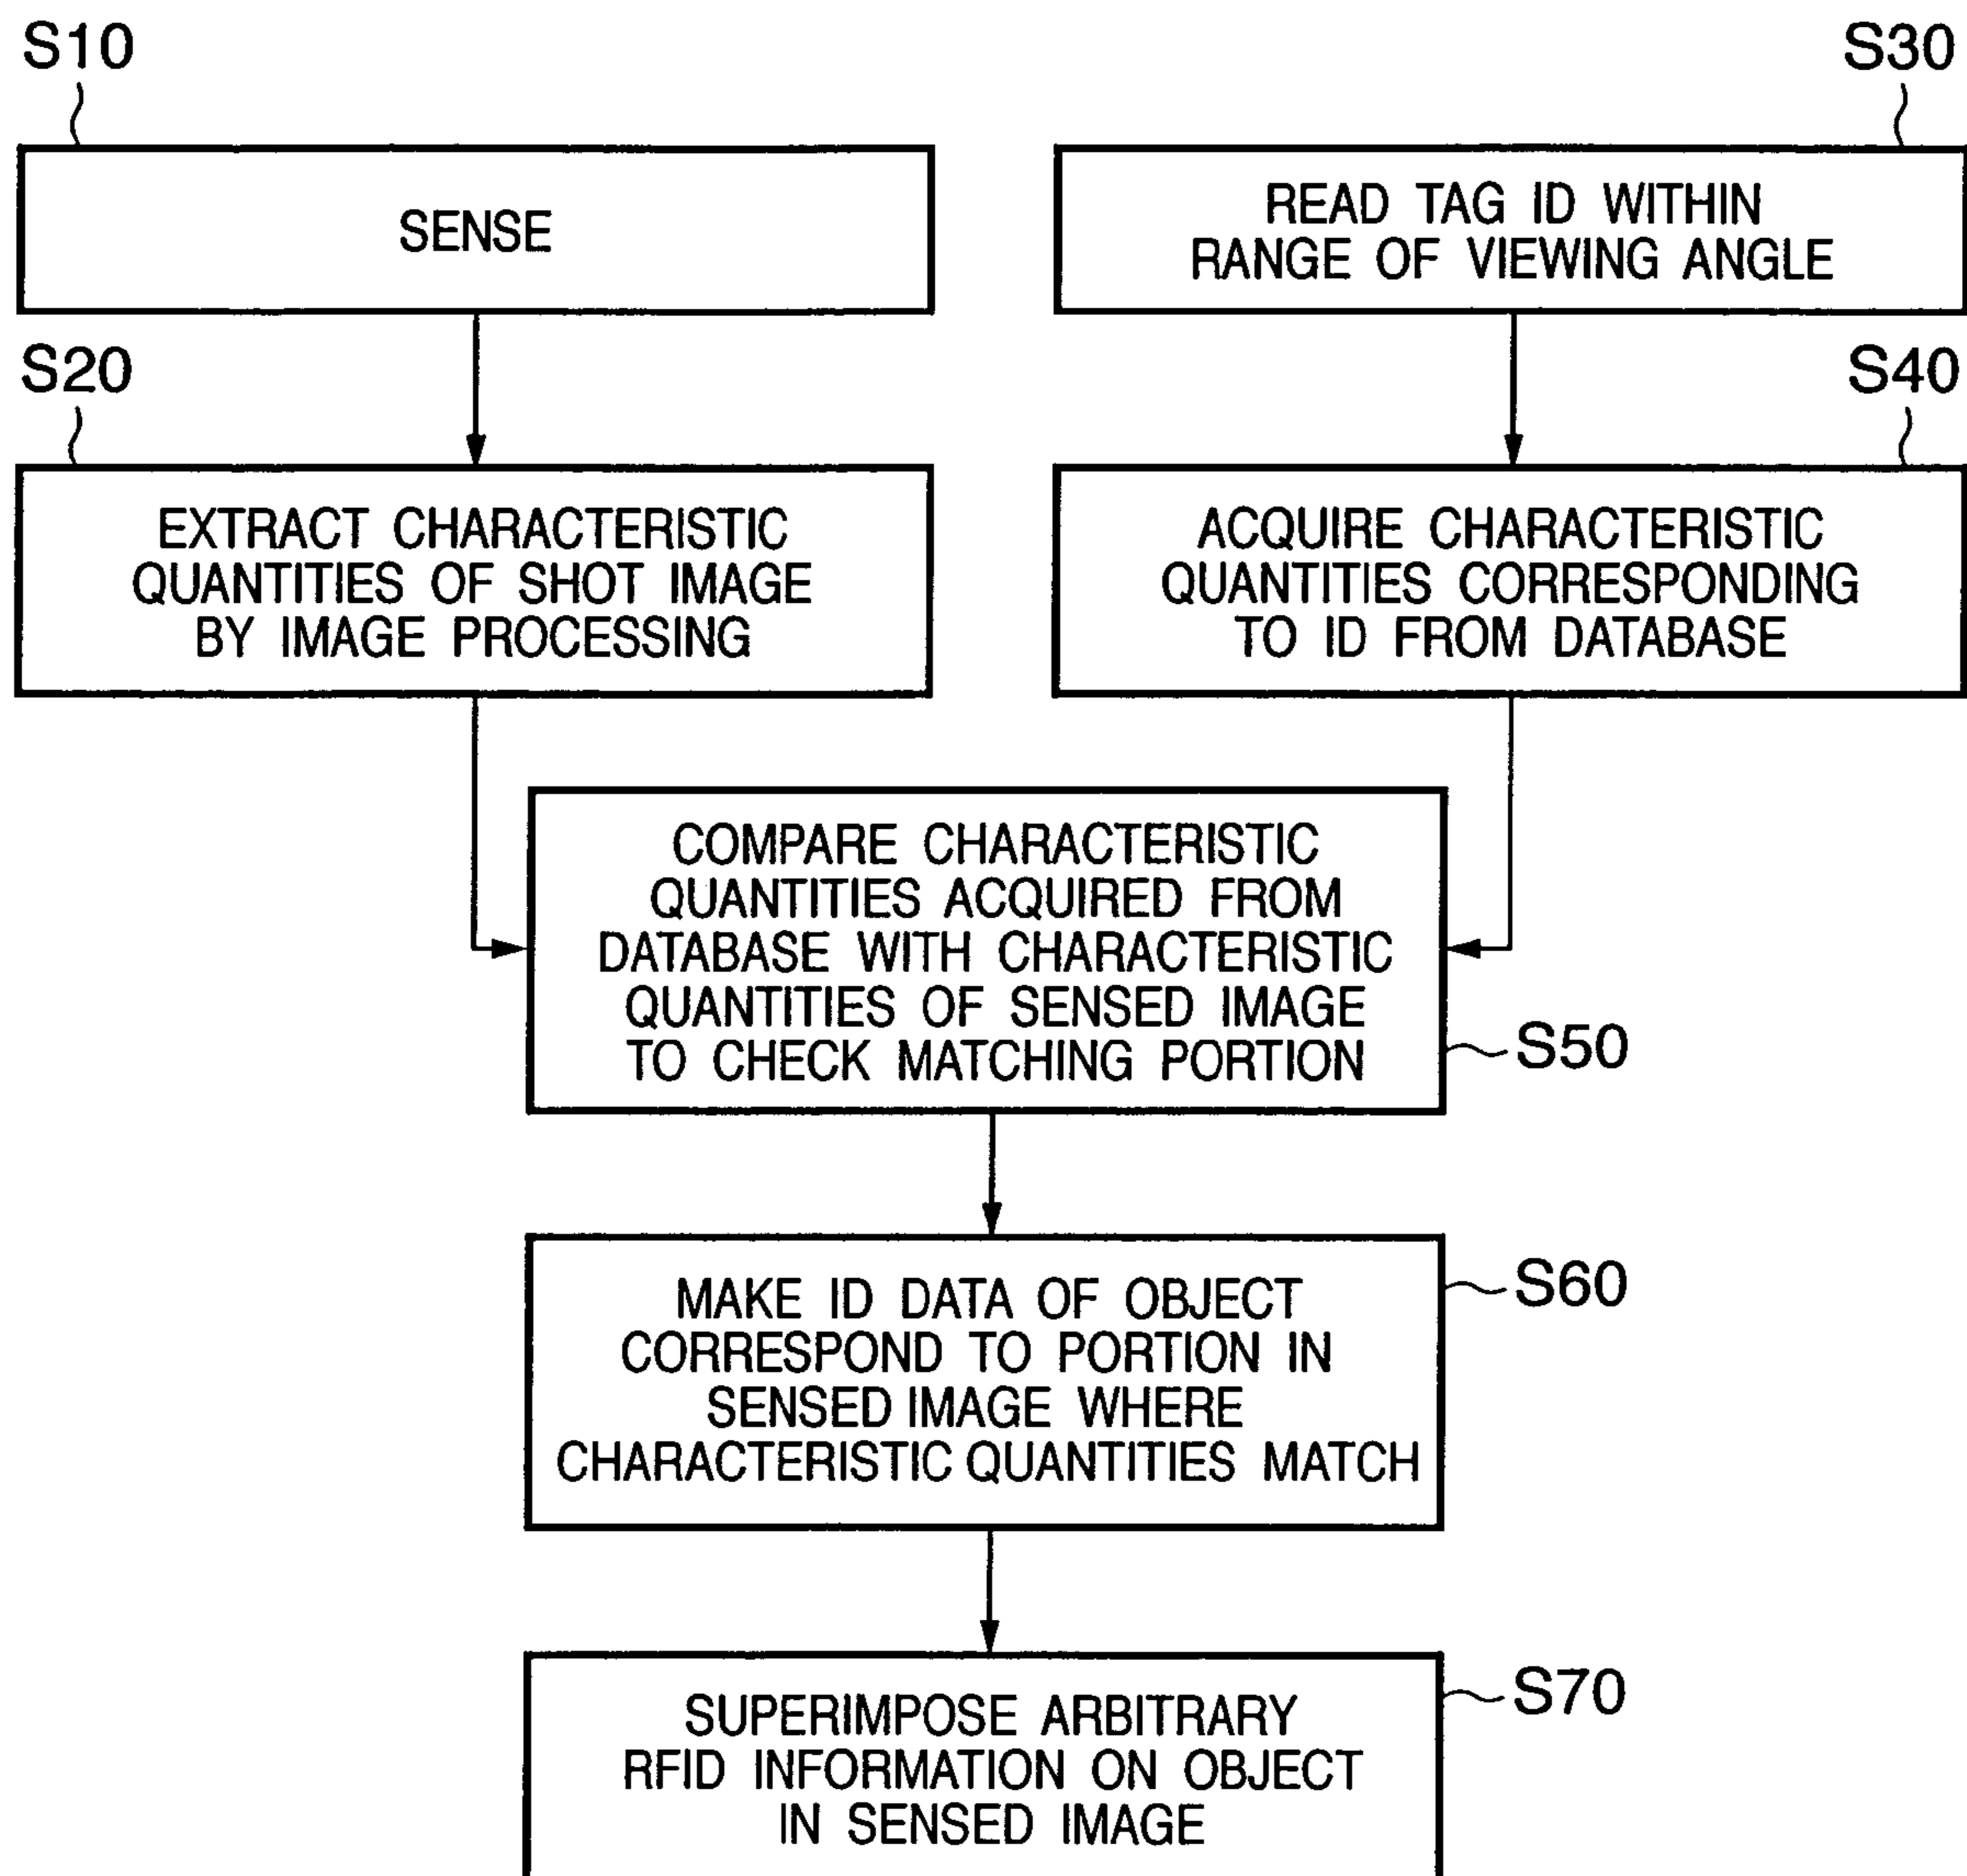 S10
SENSE
S20
EXTRACT CHARACTERISTIC
QUANTITIES OF SHOT IMAGE
BY IMAGE PROCESSING
S30
READ TAG ID WITHIN
RANGE OF VIEWING ANGLE
S40
ACQUIRE CHARACTERISTIC
QUANTITIES CORRESPONDING
TO ID FROM DATABASE
COMPARE CHARACTERISTIC
QUANTITIES ACQUIRED FROM
DATABASE WITH CHARACTERISTIC
QUANTITIES OF SENSED IMAGE
TO CHECK MATCHING PORTION
S50
MAKE ID DATA OF OBJECT
CORRESPOND TO PORTION IN
SENSED IMAGE WHERE
CHARACTERISTIC QUANTITIES MATCH
S60
SUPERIMPOSE ARBITRARY
RFID INFORMATION ON OBJECT
IN SENSED IMAGE
S70